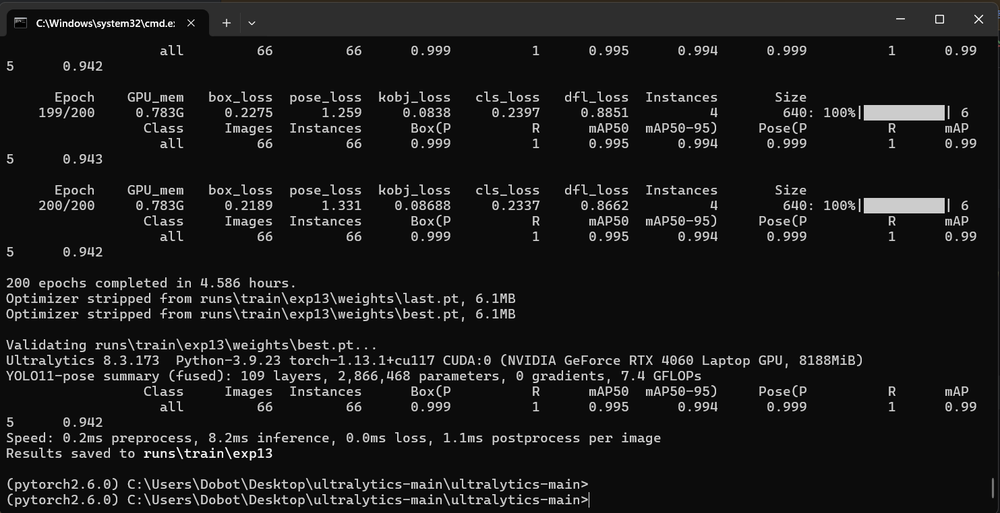 C:\Windows\system32\cmd.e
all 66 66 0.999 1 0.995 0.994 0.999 1 0.99
5 0.942
Epoch GPU_mem box_loss pose_loss kobj_loss cls_loss dfl_loss Instances Size
199/200 0.783G 0.2275 1.259 0.0838 0.2397 0.8851 4 640: 100%| | 6
Class Images Instances Box(P R mAP50 mAP50-95) Pose(P R mAP
all 66 66 0.999 1 0.995 0.994 0.999 1 0.99
5 0.943
Epoch GPU_mem box_loss pose_loss kobj_loss cls_loss dfl_loss Instances Size
200/200 0.783G 0.2189 1.331 0.08688 0.2337 0.8662 4 640: 100%| | 6
Class Images Instances Box(P R mAP50 mAP50-95) Pose(P R mAP
all 66 66 0.999 1 0.995 0.994 0.999 1 0.99
5 0.942
200 epochs completed in 4.586 hours.
Optimizer stripped from runs\train\exp13\weights\last.pt, 6.1MB
Optimizer stripped from runs\train\exp13\weights\best.pt, 6.1MB
Validating runs\train\exp13\weights\best.pt...
Ultralytics 8.3.173 Python-3.9.23 torch-1.13.1+cu117 CUDA:0 (NVIDIA GeForce RTX 4060 Laptop GPU, 8188MiB)
YOLO11-pose summary (fused): 109 layers, 2,866,468 parameters, 0 gradients, 7.4 GFLOPs
Class Images Instances Box(P R mAP50 mAP50-95) Pose(P R mAP
all 66 66 0.999 1 0.995 0.994 0.999 1 0.99
5 0.942
Speed: 0.2ms preprocess, 8.2ms inference, 0.0ms loss, 1.1ms postprocess per image
Results saved to runs\train\exp13
(pytorch2.6.0) C:\Users\Dobot\Desktop\ultralytics-main\ultralytics-main>
(pytorch2.6.0) C:\Users\Dobot\Desktop\ultralytics-main\ultralytics-main>